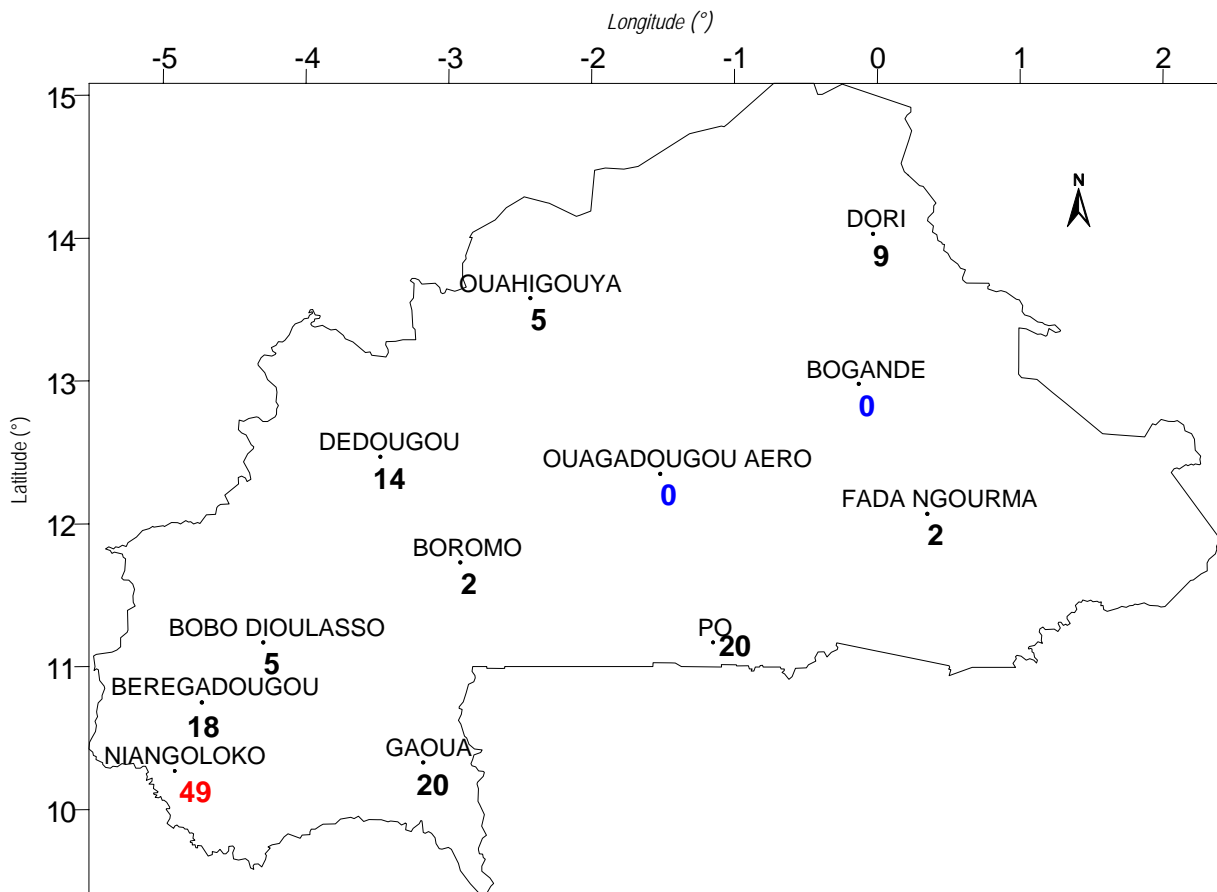 Longitude (°)
-5 -4 -3 -2 -1 0 1 2
15
N
DORI
14
9
OUAHIGOUYA
5
BOGANDE
13
0
DEDOUGOU
OUAGADOUGOU AERO
14
0
Latitude (°)
FADA NGOURMA
12
2
BOROMO
2
BOBO DIOULASSO
PO
20
11
5
BEREGADOUGOU
18
NIANGOLOKO
GAOUA
49
20
10